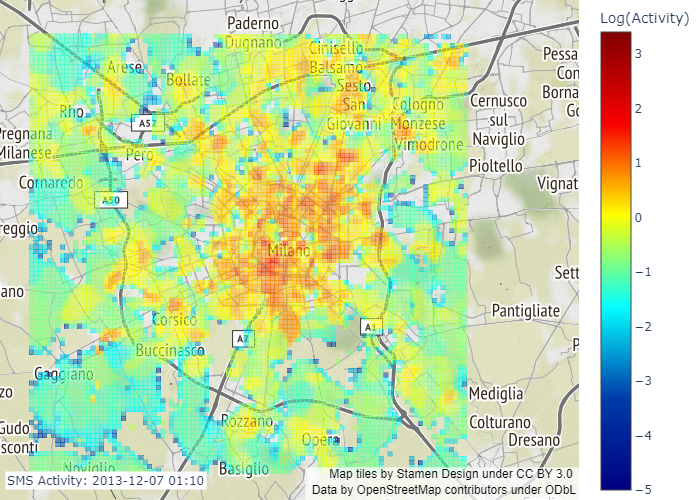 Log(Activity)
3
2
1
0
−1
−2
−3
−4
−5
Paderno
Dugnano
Cinisello
Balsamo
Arese
Bollate
Sesto
San
Giovanni
Cologno
Monzese
Vimodrone
Pessa
Con
Borna
Go
Cernusco
sul
Naviglio
Rho
A52
Pregnana
Milanese
Pero
Pioltello
Cornaredo
Vignat
A50
reggio
Milano
Sett
ano
Pantigliate
Corsico
A1
A7
Buccinasco
P
Gaggiano
zo
Mediglia
Rozzano
Colturano
Gudo
sconti
Opera
Dresano
Noviglio
Basiglio
SMS Activity: 2013-12-07 01:10
Map tiles by Stamen Design under CC BY 3.0
Data by OpenStreetMap contributors under ODbL